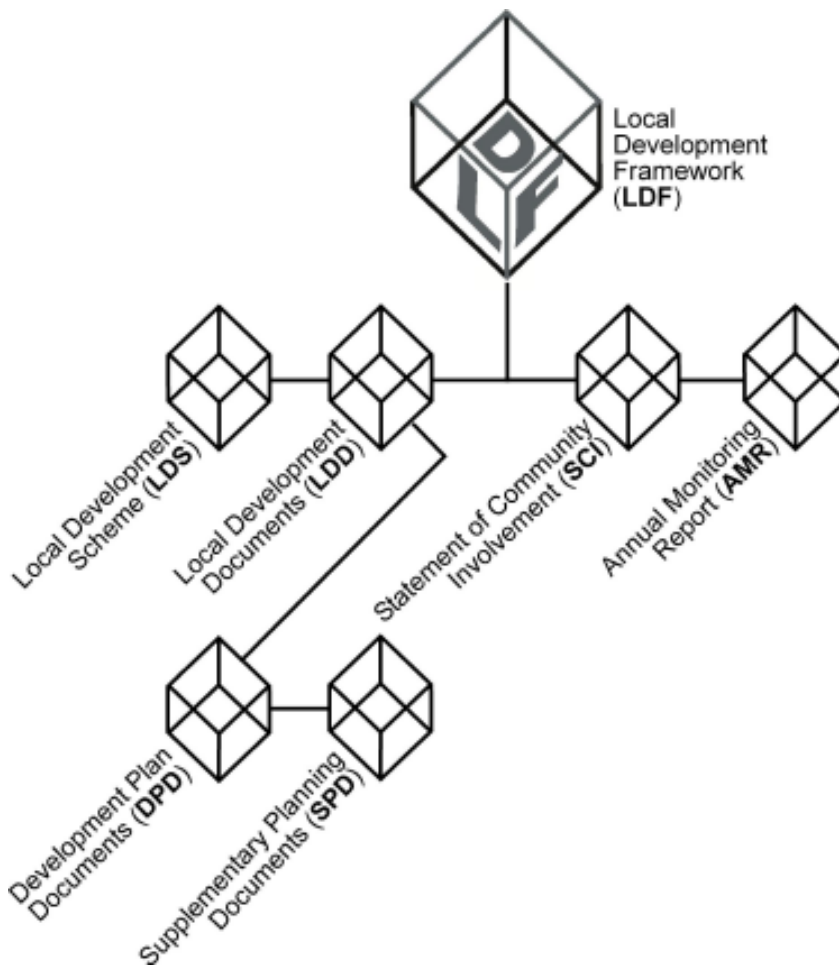 D
LF
Local
Development
Framework
(LDF)
Local Development
Scheme (LDS)
Local Development
Documents (LDD)
Statement of Community
Involvement (SCI)
Annual Monitoring
Report (AMR)
Development Plan
Documents (DPD)
Supplementary Planning
Documents (SPD)